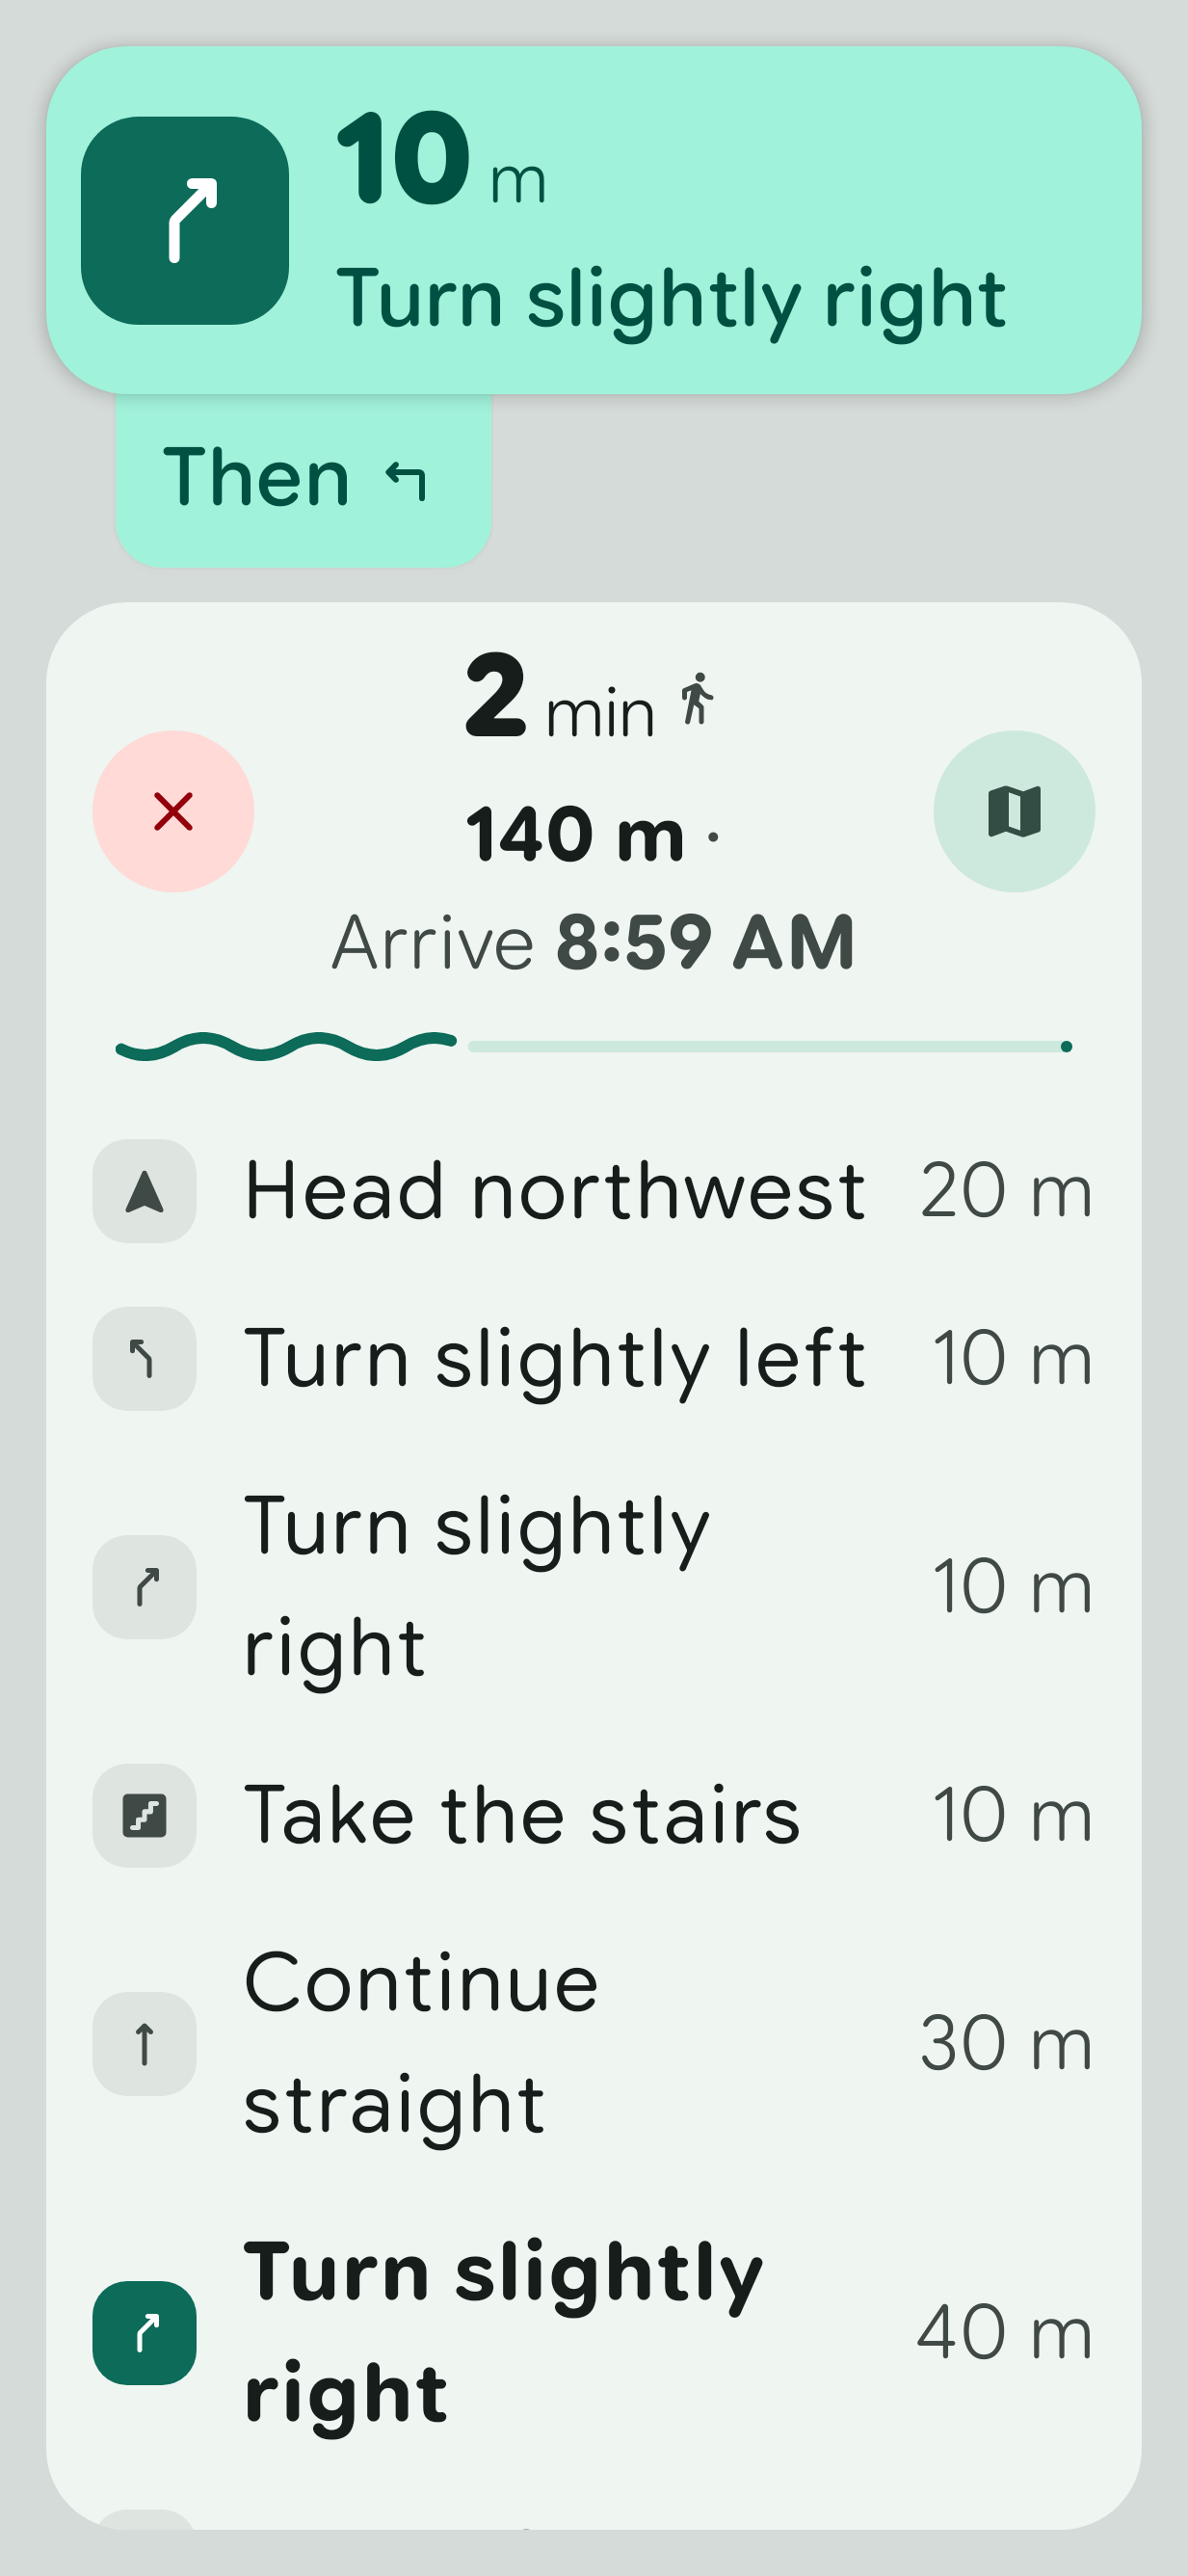 10 m
Turn slightly right
Then
2 min
140 m ·
Arrive 8:59 AM
Head northwest 20 m
Turn slightly left 10 m
Turn slightly
right
10 m
Take the stairs 10 m
Continue
straight
30 m
Turn slightly
right
40 m